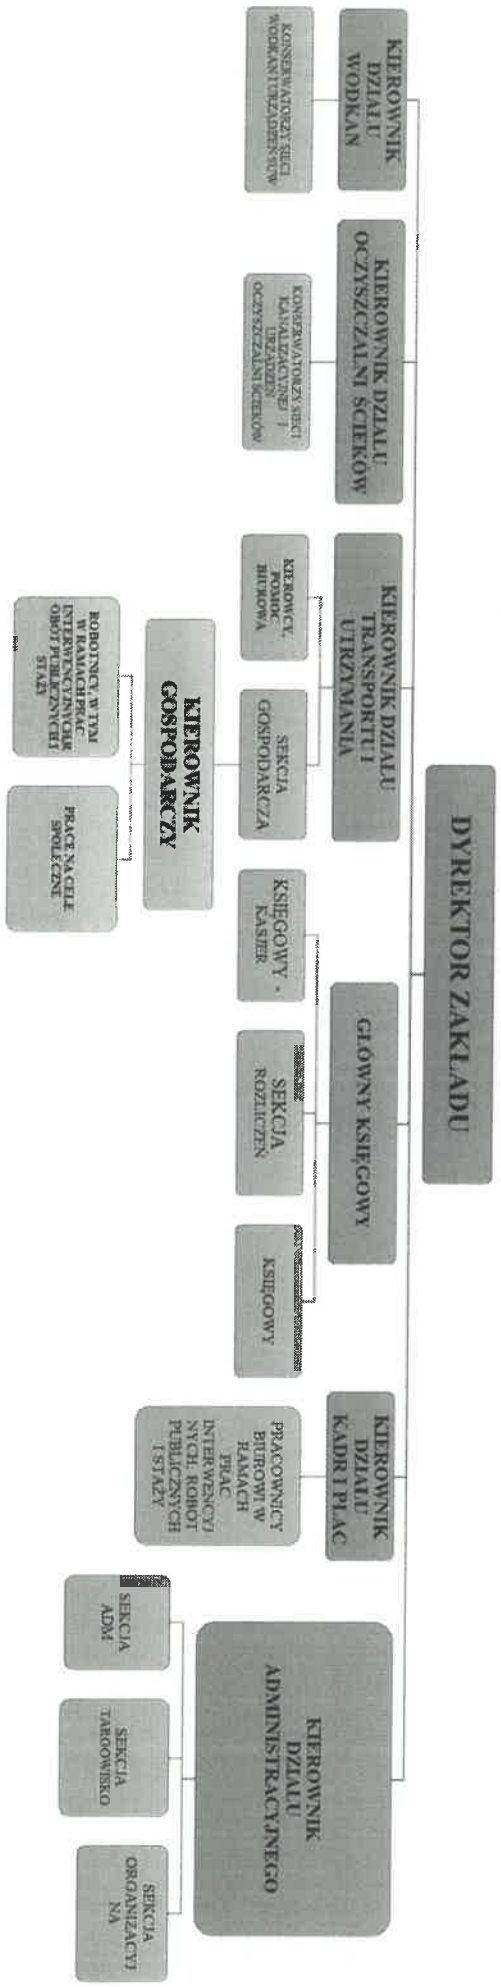 DYREKTOR ZAKŁADU
KIEROWNIK
DZIAŁU
WODKAN
KONSERWATORZY SIECI
WODKAN I URZĄDZEŃ SUW
KIEROWNIK DZIAŁU
OCZYSZCZALNI ŚCIEKÓW
KONSERWATORZY SIECI
KANALIZACYJNEJ I
URZĄDZEŃ
OCZYSZCZALNI ŚCIEKÓW
KIEROWNIK DZIAŁU
TRANSPORTU I
UTRZYMANIA
KIEROWCY,
POMOC
BIUROWA
SEKCJA
GOSPODARCZA
KIEROWNIK
GOSPODARCZY
ROBOTNICY, W TYM
W RAMACH PRAC
INTERWENCYJNYCH R
OBÓT PUBLICZNYCH I
STAŻY
PRACE NA CELE
SPOŁECZNE
GŁÓWNY KSIĘGOWY
KSIĘGOWY -
KASJER
SEKCJA
ROZLICZEŃ
KSIĘGOWY
KIEROWNIK
DZIAŁU
KADR I PŁAC
PRACOWNICY
BIUROWI W
RAMACH
PRAC
INTERWENCYJ
NYCH, ROBÓT
PUBLICZNYCH
I STAŻY
KIEROWNIK
DZIAŁU
ADMINISTRACYJNEGO
SEKCJA
ADM
SEKCJA
TARGOWISKO
SEKCJA
ORGANIZACYJ
NA